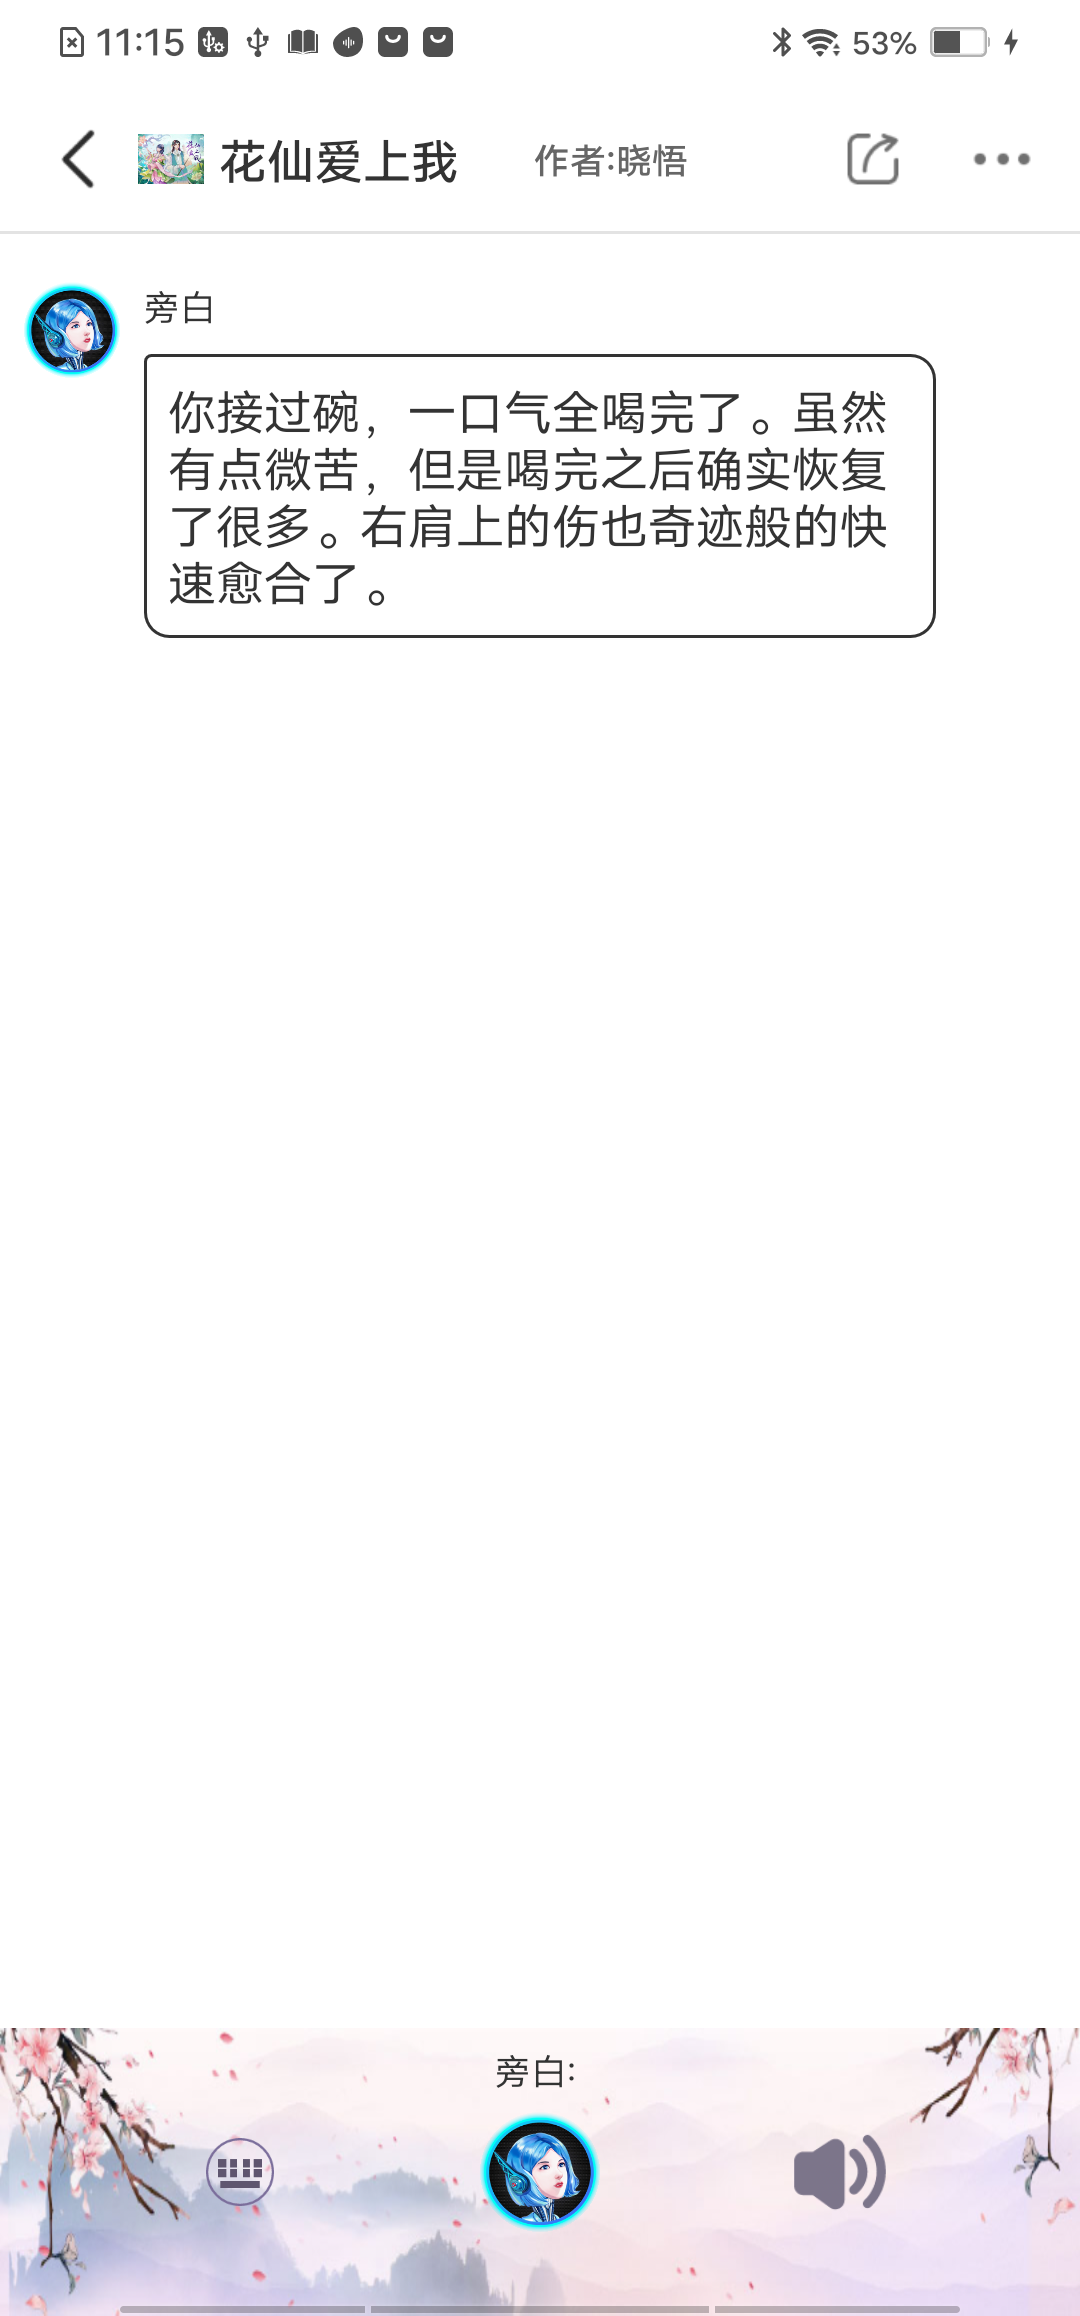 11:15
53%
花仙爱上我
作者:晓悟
旁白
你接过碗，一口气全喝完了。虽然
有点微苦，但是喝完之后确实恢复
了很多。右肩上的伤也奇迹般的快
速愈合了。
旁白: